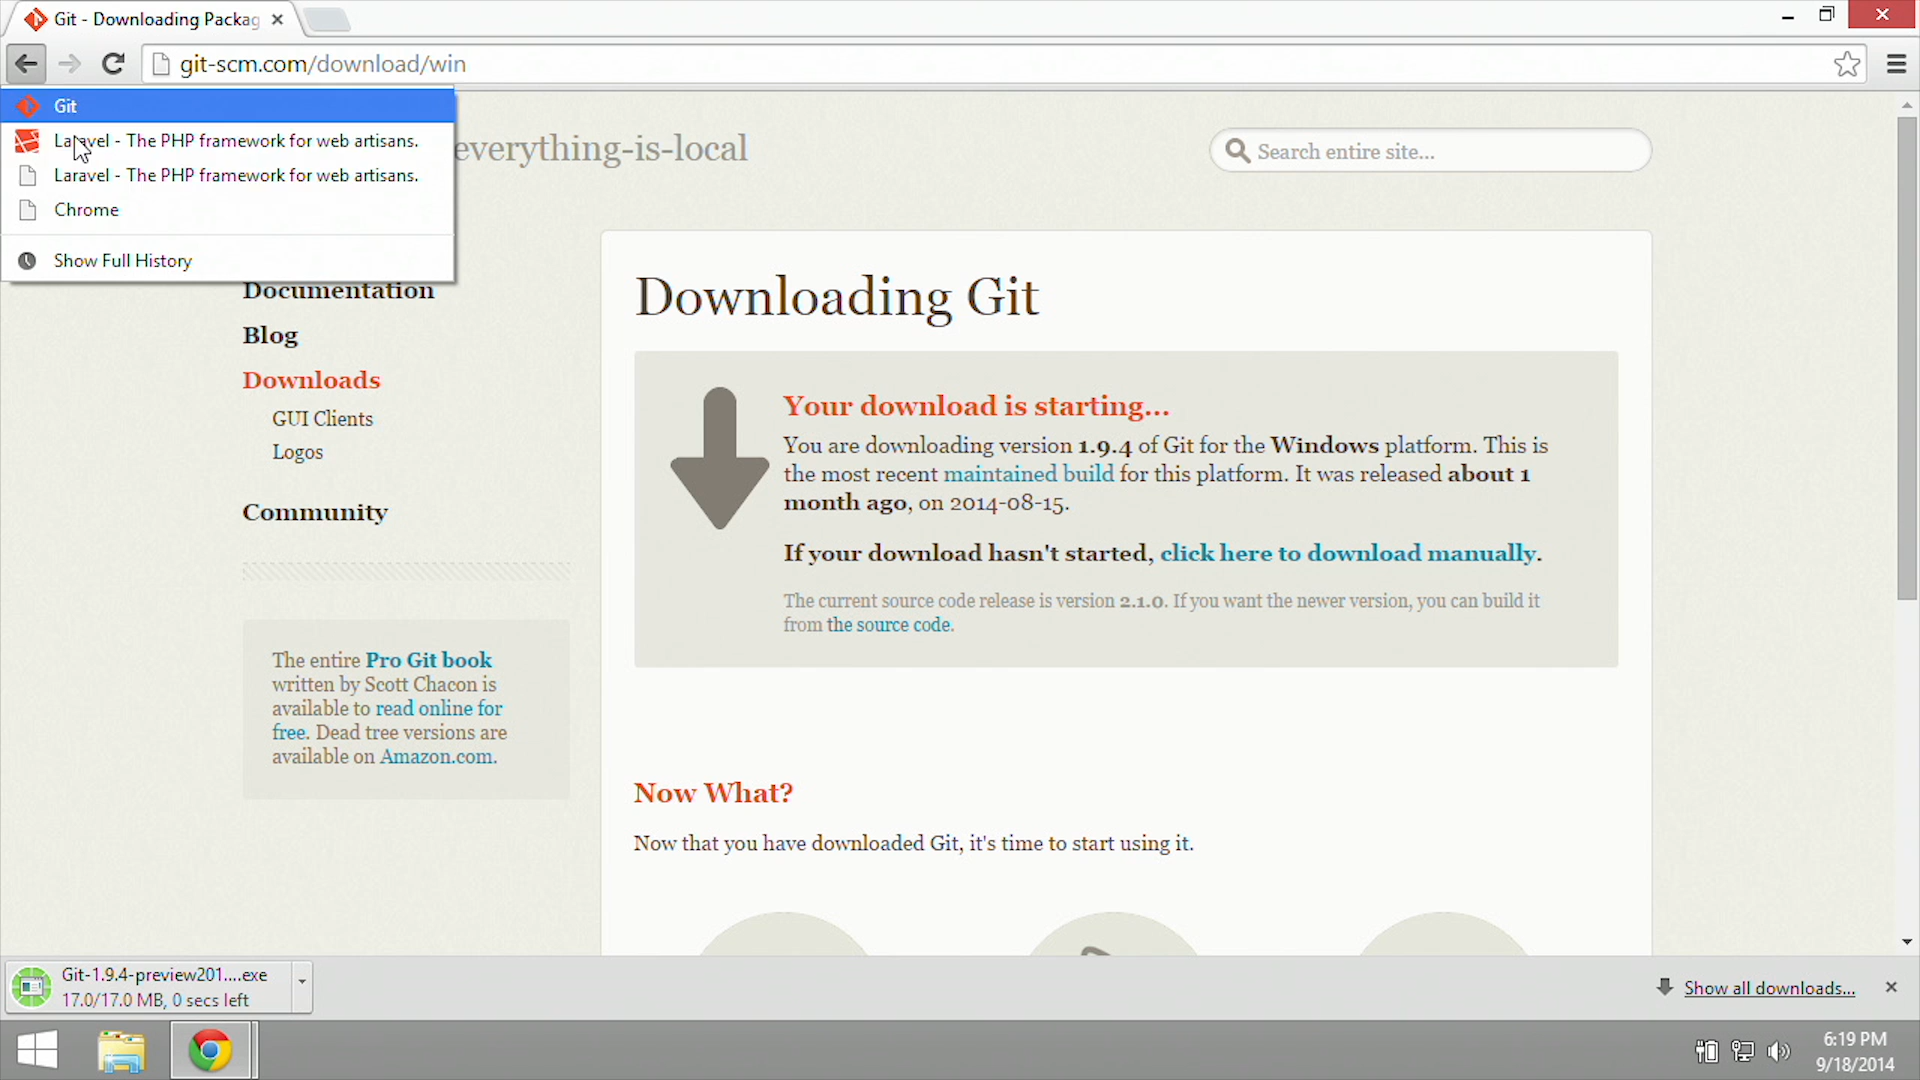 Git - Downloading Packag
git-scm.com/download/win
Git
Laravel - The PHP framework for web artisans.
Laravel - The PHP framework for web artisans.
Chrome
Show Full History
everything-is-local
Search entire site...
Documentation
Blog
Downloads
GUI Clients
Logos
Community
The entire Pro Git book
written by Scott Chacon is
available to read online for
free. Dead tree versions are
available on Amazon.com.
Downloading Git
Your download is starting...
You are downloading version 1.9.4 of Git for the Windows platform. This is
the most recent maintained build for this platform. It was released about 1
month ago, on 2014-08-15.
If your download hasn't started, click here to download manually.
The current source code release is version 2.1.0. If you want the newer version, you can build it
from the source code.
Now What?
Now that you have downloaded Git, it's time to start using it.
Git-1.9.4-preview201....exe
17.0/17.0 MB, 0 secs left
Show all downloads...
6:19 PM
9/18/2014